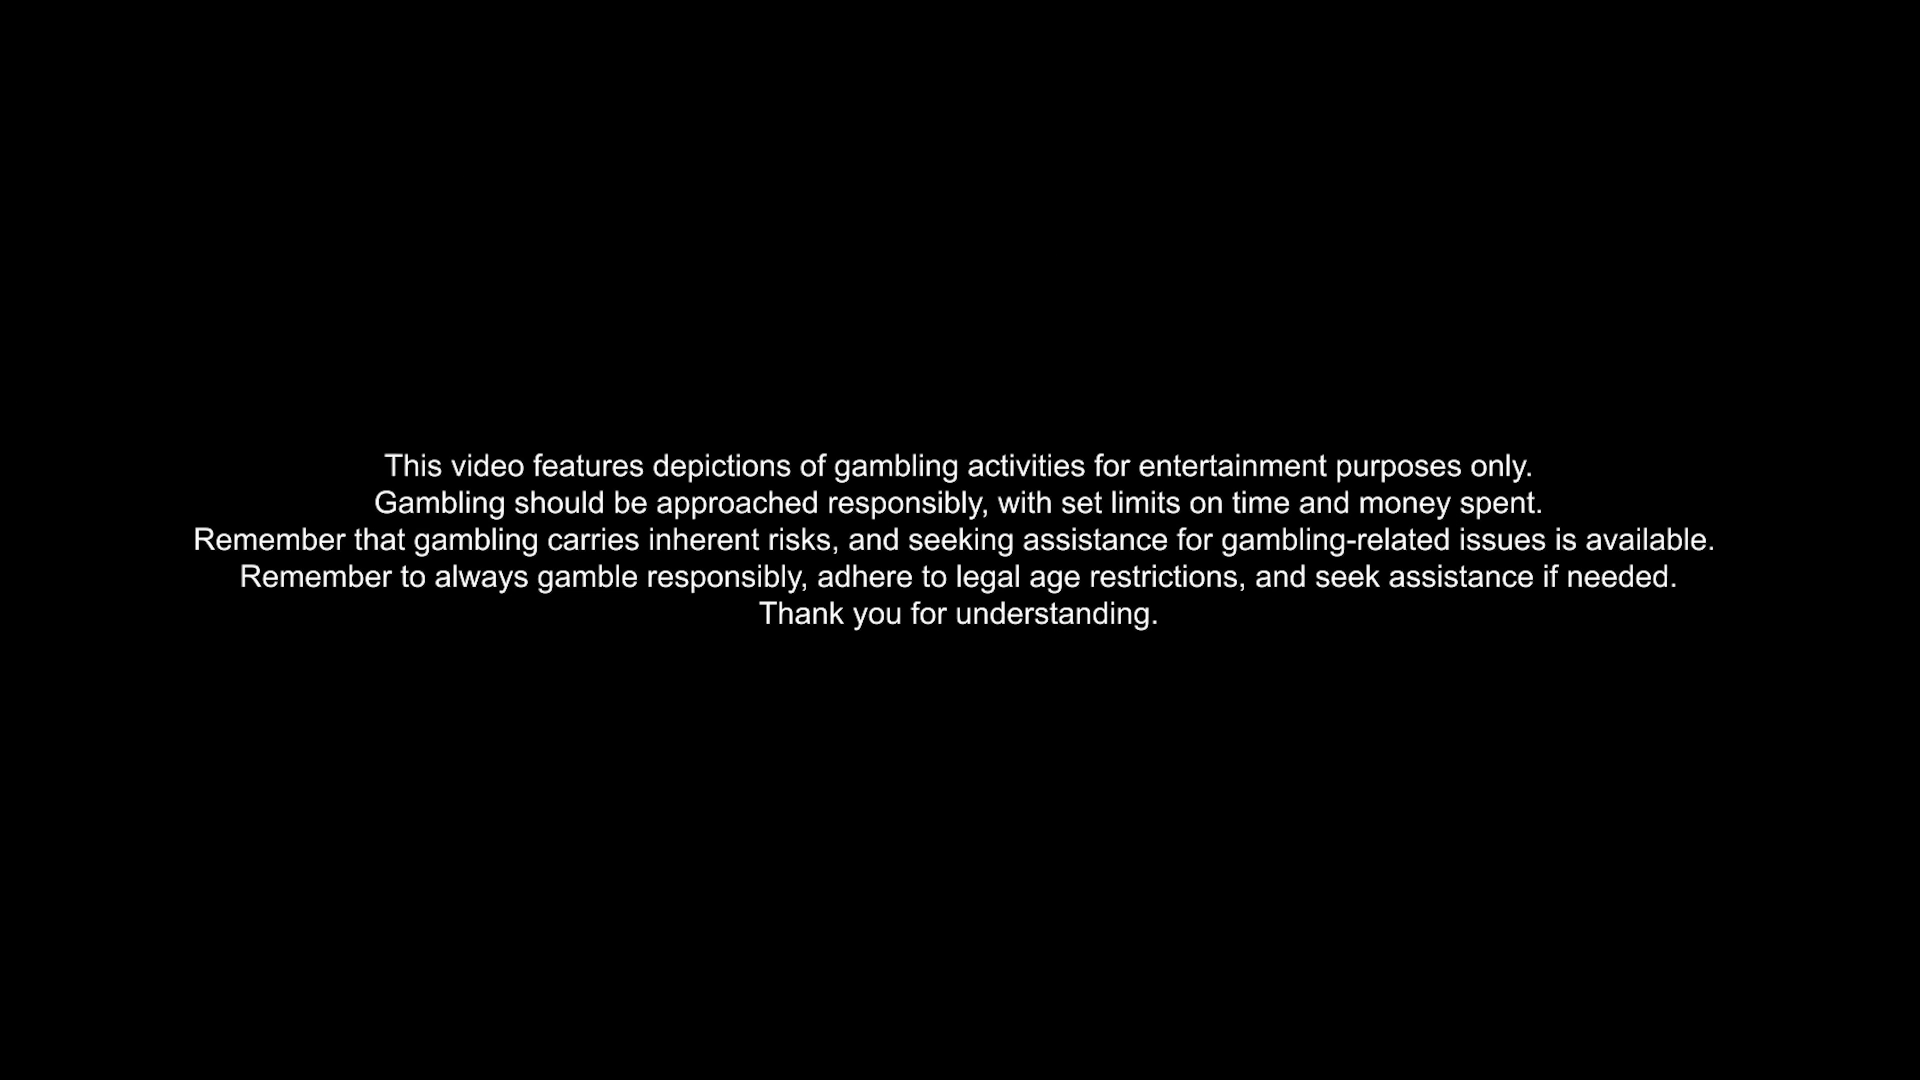 This video features depictions of gambling activities for entertainment purposes only.
Gambling should be approached responsibly, with set limits on time and money spent.
Remember that gambling carries inherent risks, and seeking assistance for gambling-related issues is available.
Remember to always gamble responsibly, adhere to legal age restrictions, and seek assistance if needed.
Thank you for understanding.